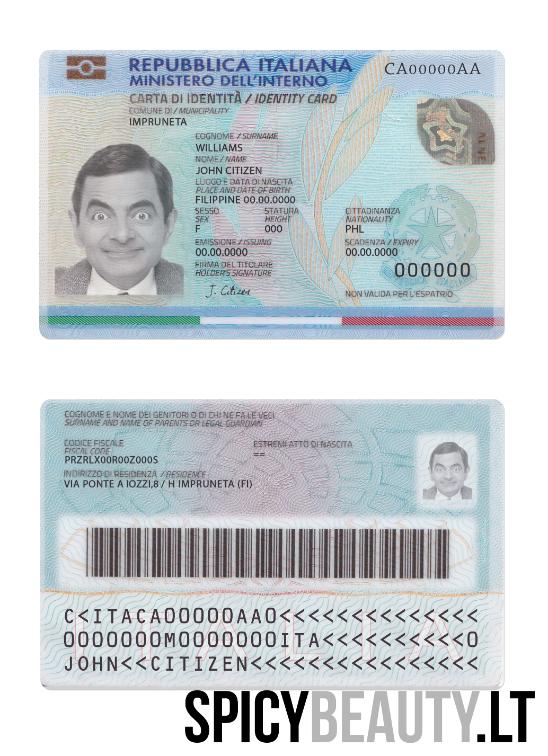 REPUBBLICA ITALIANA
MINISTERO DELL'INTERNO
CA00000AA
CARTA DI IDENTITÀ / IDENTITY CARD
COMUNE DI / MUNICIPALITY
IMPRUNETA
COGNOME / SURNAME
WILLIAMS
NOME / NAME
JOHN CITIZEN
LUOGO E DATA DI NASCITA
PLACE AND DATE OF BIRTH
FILIPPINE 00.00.0000
SESSO STATURA CITTADINANZA
SEX HEIGHT NATIONALITY
F 000 PHL
EMISSIONE / ISSUING SCADENZA / EXPIRY
00.00.0000 00.00.0000
FIRMA DEL TITOLARE
HOLDER'S SIGNATURE
000000
J. Citizen
NON VALIDA PER L'ESPATRIO
COGNOME E NOME DEI GENITORI O DI CHI NE FA LE VECI
SURNAME AND NAME OF PARENTS OR LEGAL GUARDIAN
CODICE FISCALE ESTREMI ATTO DI NASCITA
FISCAL CODE
PRZRLX00R00Z000S ==
INDIRIZZO DI RESIDENZA / RESIDENCE
VIA PONTE A IOZZI,8 / H IMPRUNETA (FI)
C<ITACA00000AA0<<<<<<<<<<<<<<<
0000000M0000000ITA<<<<<<<<<<<0
JOHN<<CITIZEN<<<<<<<<<<<<<<<<<
SPICYBEAUTY.LT